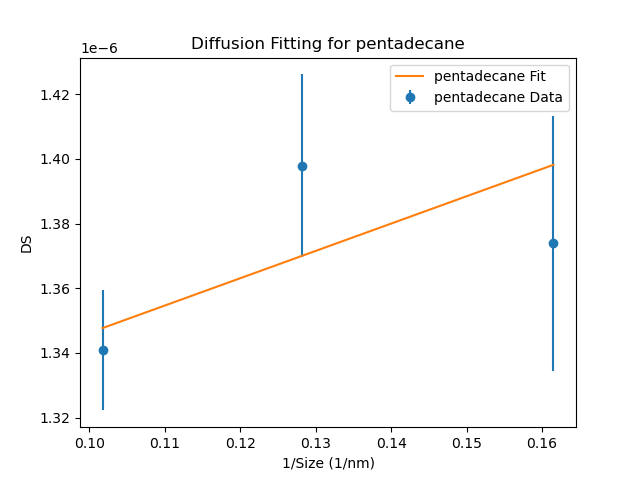 Diffusion Fitting for pentadecane
1e−6
pentadecane Fit
pentadecane Data
1.42
1.40
1.38
1.36
1.34
1.32
DS
0.10 0.11 0.12 0.13 0.14 0.15 0.16
1/Size (1/nm)